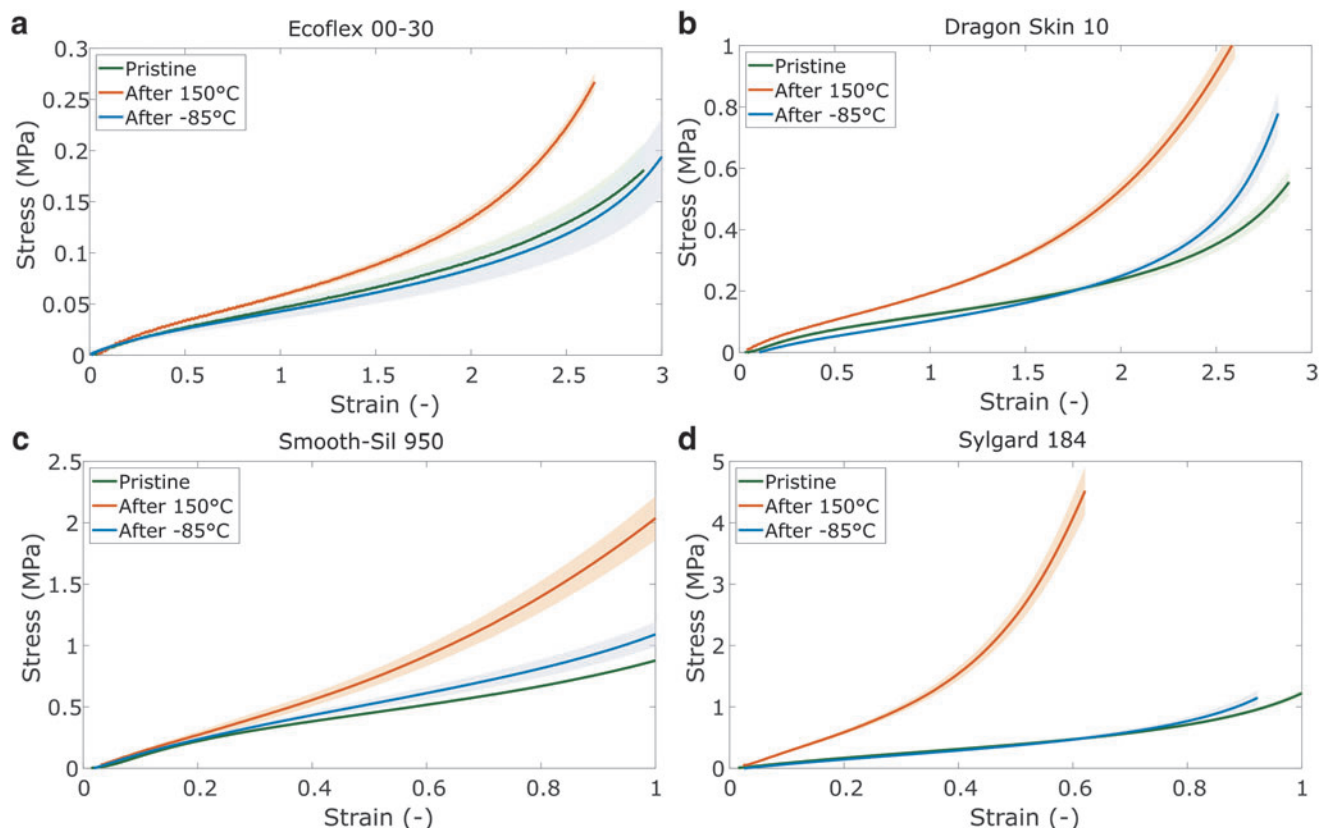 a
Ecoflex 00-30
0.3
0.25
0.2
0.15
0.1
0.05
0
Stress (MPa)
Pristine
After 150°C
After -85°C
0 0.5 1 1.5 2 2.5 3
Strain (-)
b
Dragon Skin 10
1
0.8
0.6
0.4
0.2
0
Stress (MPa)
Pristine
After 150°C
After -85°C
0 0.5 1 1.5 2 2.5 3
Strain (-)
c
Smooth-Sil 950
2.5
2
1.5
1
0.5
0
Stress (MPa)
Pristine
After 150°C
After -85°C
0 0.2 0.4 0.6 0.8 1
Strain (-)
d
Sylgard 184
5
4
3
2
1
0
Stress (MPa)
Pristine
After 150°C
After -85°C
0 0.2 0.4 0.6 0.8 1
Strain (-)